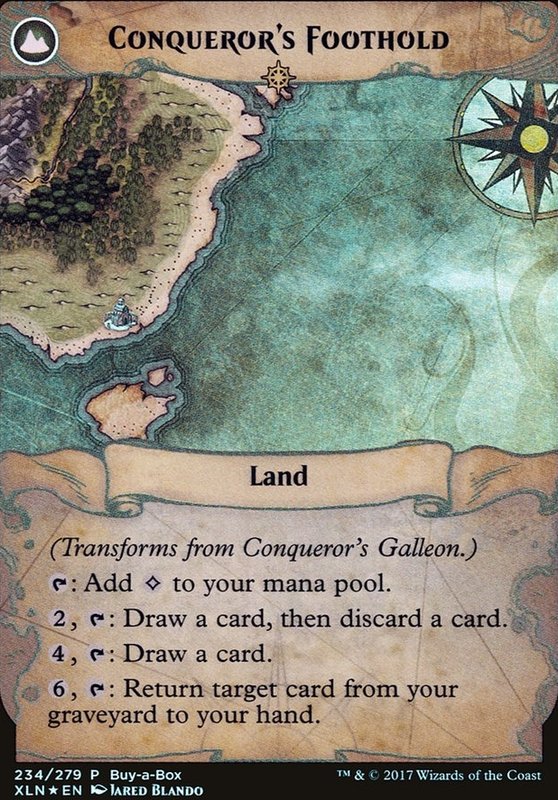 CONQUEROR'S FOOTHOLD
Land
(Transforms from Conqueror's Galleon.)
: Add to your mana pool.
2, : Draw a card, then discard a card.
4, : Draw a card.
6, : Return target card from your
graveyard to your hand.
234/279 P Buy-a-Box
XLN★EN JARED BLANDO
™ & © 2017 Wizards of the Coast